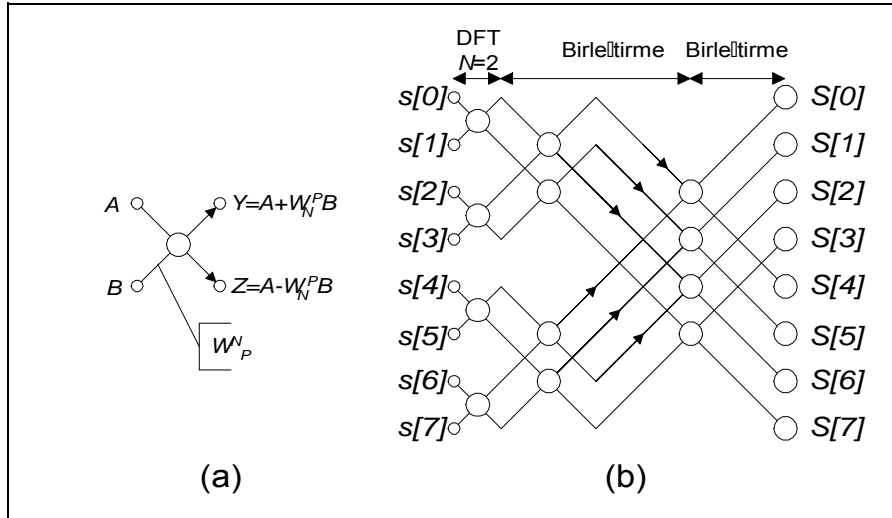 DFT
N=2
Birle▯tirme
Birle▯tirme
s[0]
s[1]
s[2]
s[3]
s[4]
s[5]
s[6]
s[7]
S[0]
S[1]
S[2]
S[3]
S[4]
S[5]
S[6]
S[7]
A
B
Y=A+W_N^P B
Z=A-W_N^P B
W^N_P
(a)
(b)